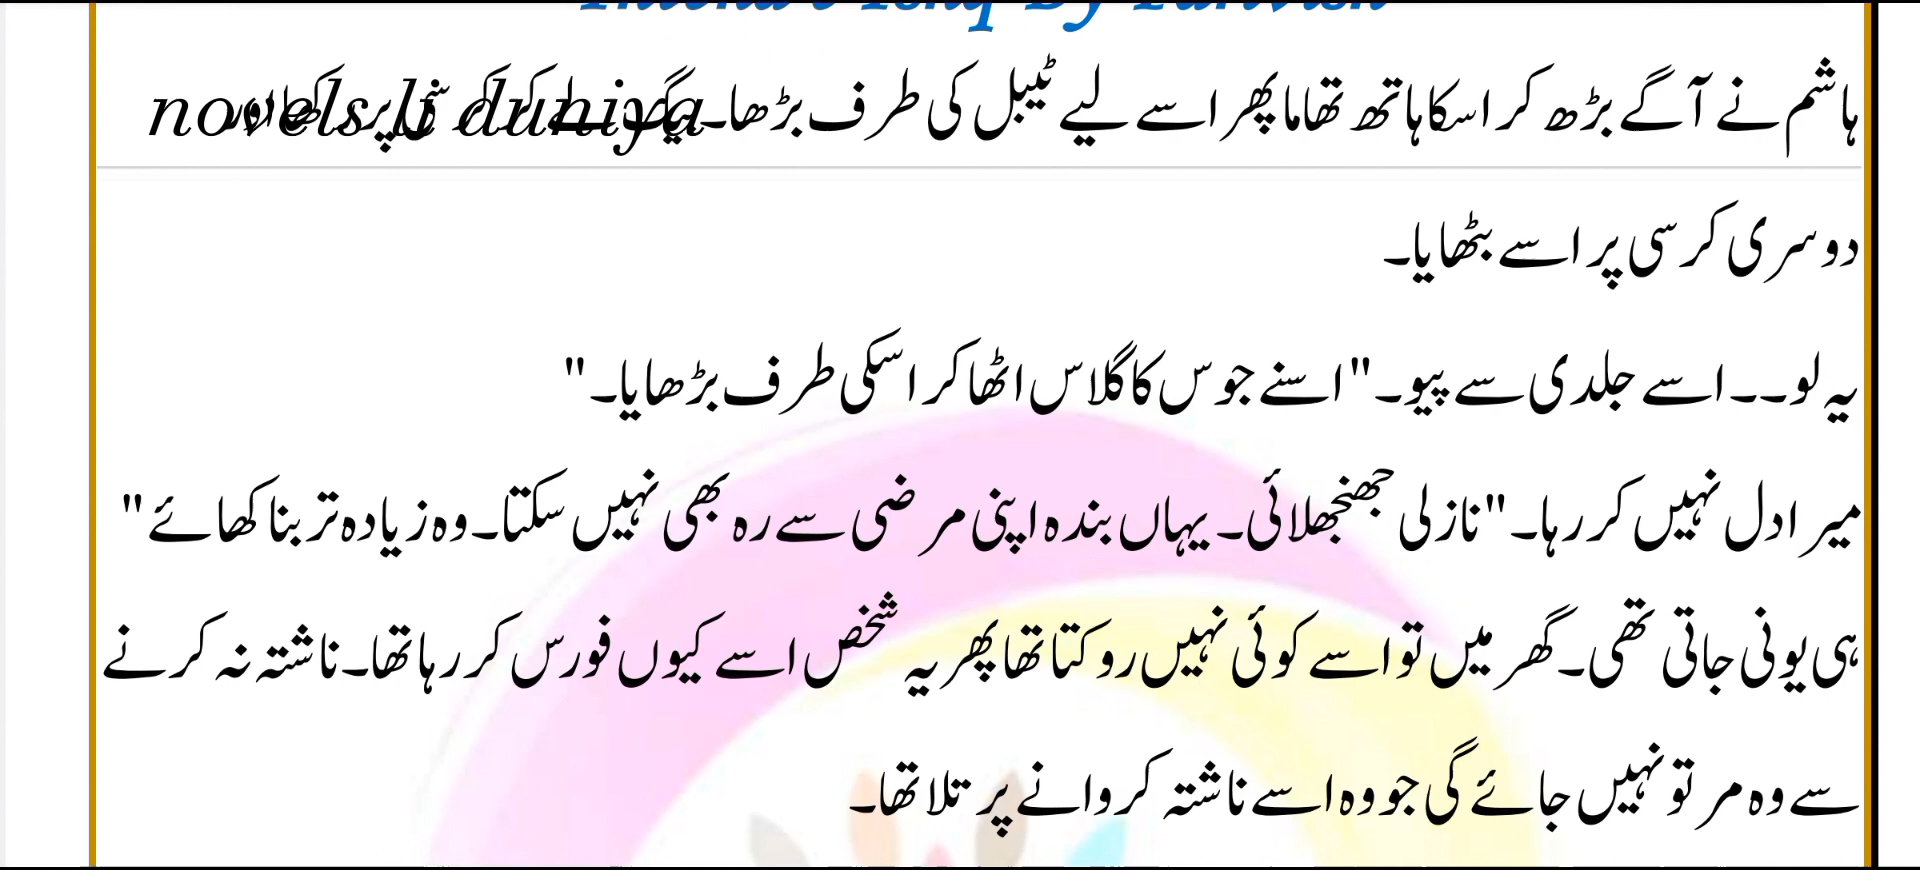 Ishq By
ہاشم نے آگے بڑھ کر اسکا ہاتھ تھاما پھر اسے لیے ٹیبل کی طرف بڑھا۔ بیگ
novels ki duniya
دوسری کرسی پر اسے بٹھایا۔
یہ لو۔۔ اسے جلدی سے پیو۔" اسنے جوس کا گلاس اٹھا کر اسکی طرف بڑھایا۔"
میرا دل نہیں کر رہا۔" نازلی جھنجھلائی۔ یہاں بندہ اپنی مرضی سے رہ بھی نہیں سکتا۔ وہ زیادہ تر بنا کھائے"
ہی یونی جاتی تھی۔ گھر میں تو اسے کوئی نہیں روکتا تھا پھر یہ شخص اسے کیوں فورس کر رہا تھا۔ ناشتہ نہ کرنے
سے وہ مر تو نہیں جائے گی جو وہ اسے ناشتہ کروانے پر تلا تھا۔